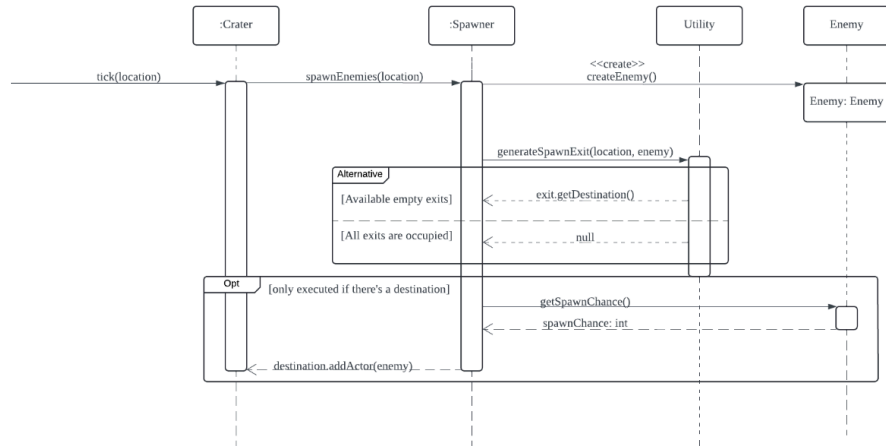 :Crater
:Spawner
Utility
Enemy
tick(location)
spawnEnemies(location)
<<create>>
createEnemy()
Enemy: Enemy
generateSpawnExit(location, enemy)
Alternative
[Available empty exits]
exit.getDestination()
[All exits are occupied]
null
Opt
[only executed if there's a destination]
getSpawnChance()
spawnChance: int
destination.addActor(enemy)